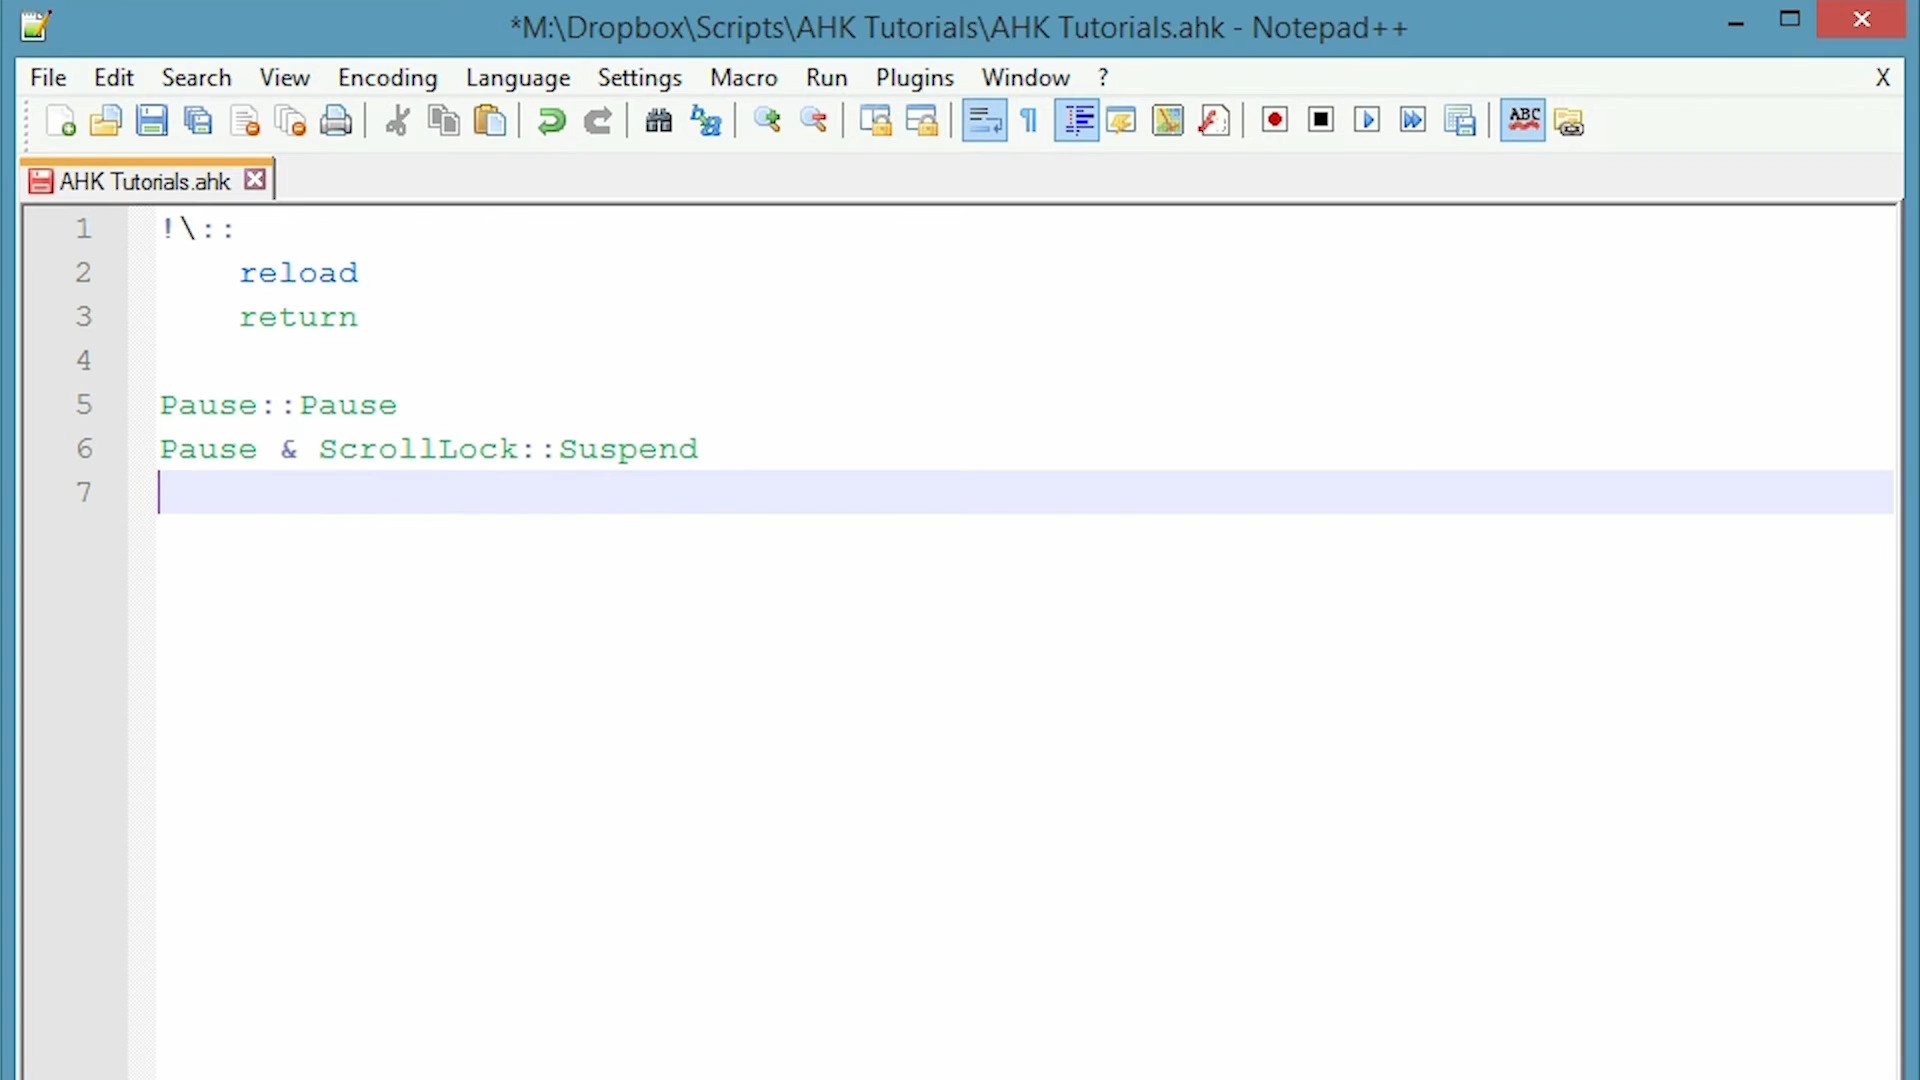 *M:\Dropbox\Scripts\AHK Tutorials\AHK Tutorials.ahk - Notepad++
File Edit Search View Encoding Language Settings Macro Run Plugins Window ? X
ABC
AHK Tutorials.ahk
1 !\::
2 reload
3 return
4
5 Pause::Pause
6 Pause & ScrollLock::Suspend
7